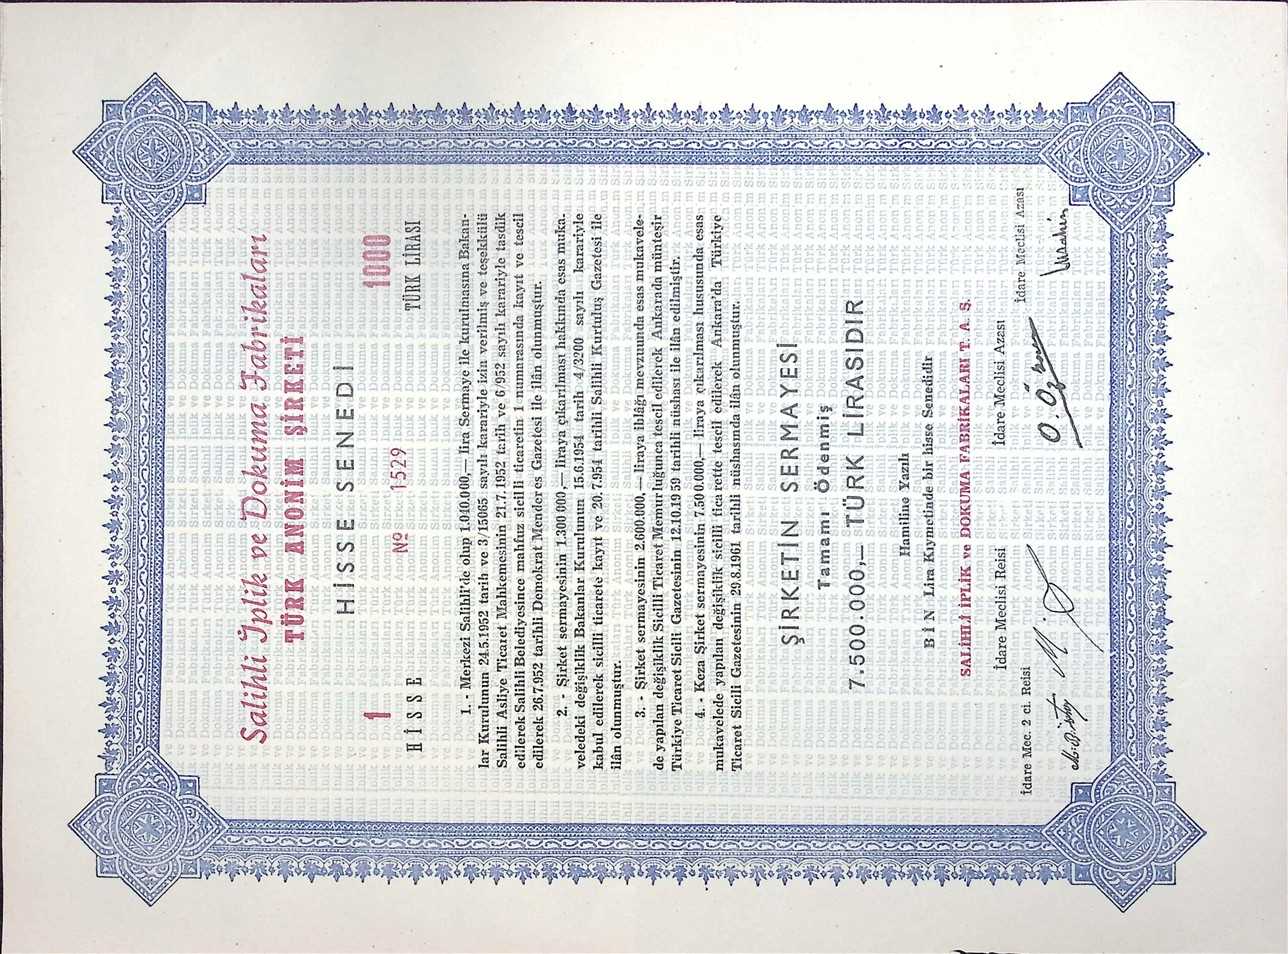 Salihli İplik ve Dokuma Fabrikaları
TÜRK ANONİM ŞİRKETİ
HİSSE SENEDİ
1 1000
HİSSE № 1529 TÜRK LİRASI
1. - Merkezi Salihli'de olup 1.010.000,— lira Sermaye ile kurulmasına Bakan-
lar Kurulunun 24.5.1952 tarih ve 3/15065 sayılı karariyle izin verilmiş ve teşekkülü
Salihli Asliye Ticaret Mahkemesinin 21.7.1952 tarih ve 6/952 sayılı karariyle tasdik
edilerek Salihli Belediyesince mahfuz sicilli ticaretin 1 numarasında kayıt ve tescil
edilerek 26.7.952 tarihli Demokrat Menderes Gazetesi ile ilân olunmuştur.
2. - Şirket sermayesinin 1.300 000,— liraya çıkarılması hakkında esas muka.
veledeki değişiklik Bakanlar Kurulunun 15.6.1954 tarih 4/3200 sayılı karariyle
kabul edilerek sicilli ticarete kayıt ve 20.7.954 tarihli Salihli Kurtuluş Gazetesi ile
ilân olunmuştur.
3. - Şirket sermayesinin 2.600.000,— liraya iblâğı mevzuunda esas mukavele-
de yapılan değişiklik Sicilli Ticaret Memurluğunca tescil edilerek Ankarada münteşir
Türkiye Ticaret Sicili Gazetesinin 12.10.19 59 tarihli nüshası ile ilân edilmiştir.
4. - Keza Şirket sermayesinin 7.500.000,— liraya çıkarılması hususunda esas
mukavelede yapılan değişiklik sicilli ticarette tescil edilerek Ankara'da Türkiye
Ticaret Sicili Gazetesinin 29.8.1961 tarihli nüshasında ilân olunmuştur.
ŞİRKETİN SERMAYESİ
Tamamı Ödenmiş
7.500.000,— TÜRK LİRASIDIR
Hamiline Yazılı
BİN Lira Kıymetinde bir hisse Senedidir
SALİHLİ İPLİK ve DOKUMA FABRİKALARI T. A. Ş.
İdare Mec. 2 ci. Reisi İdare Meclisi Reisi İdare Meclisi Azası İdare Meclisi Azası